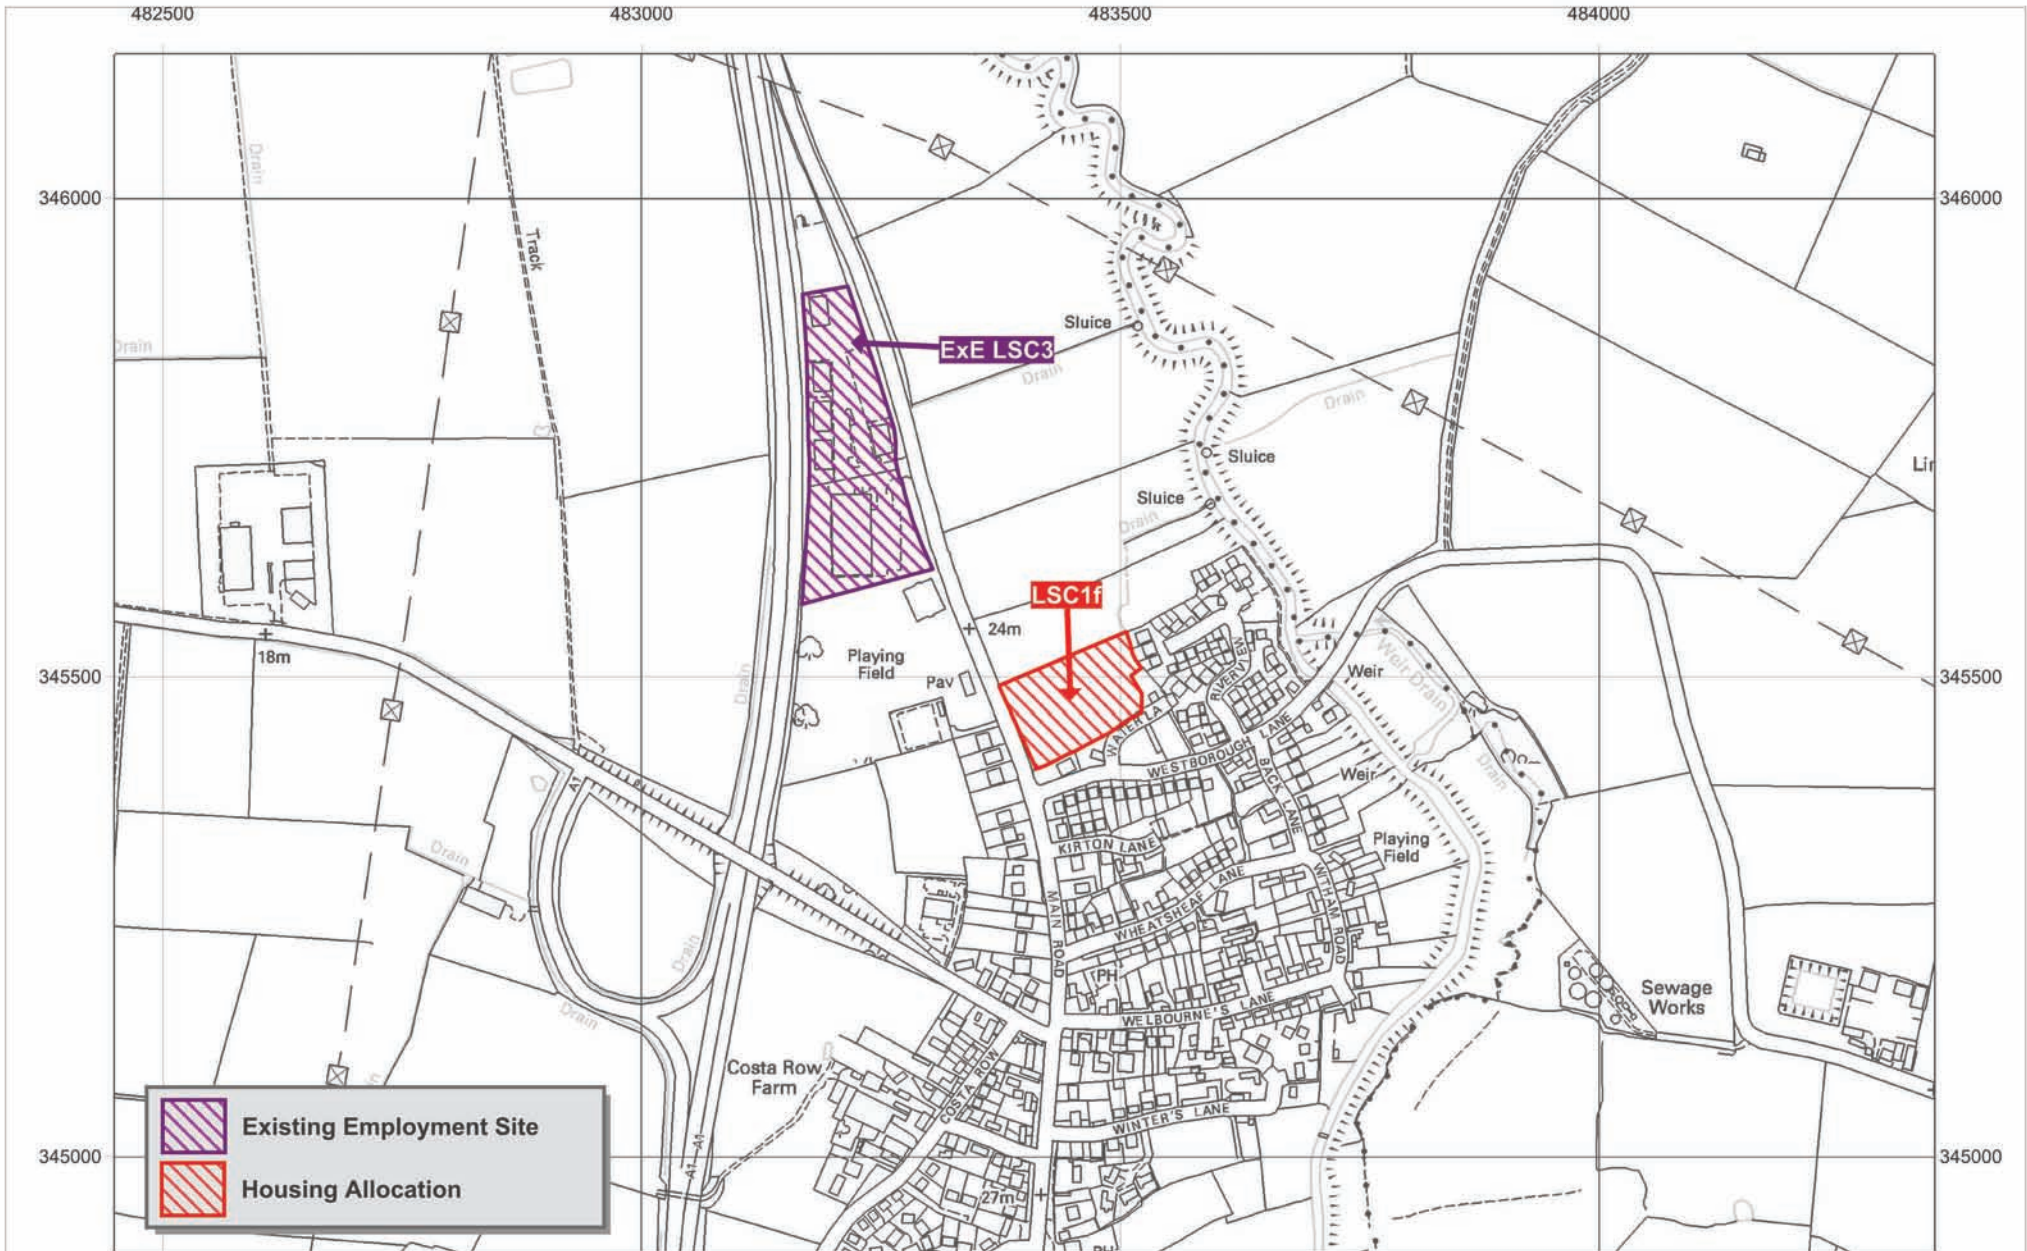 482500
483000
483500
484000
Drain
346000
346000
Track
Sluice
ExE LSC3
Drain
Drain
Drain
Sluice
Sluice
Drain
Lin
LSC1f
24m
18m
Playing
Field
Pav
Drain
RIVERVIEW
Weir
Weir Drain
345500
345500
WATER LA
WESTBOROUGH LANE
BACK LANE
Weir
Drain
A1
KIRTON LANE
Playing
Field
Drain
WHEATSHEAF LANE
WITHAM ROAD
MAIN ROAD
Drain
PH
Sewage
Works
WELBOURNE'S LANE
Drain
Costa Row
Farm
COSTA ROW
WINTER'S LANE
A1
A1
345000
345000
27m
PH
Existing Employment Site
Housing Allocation